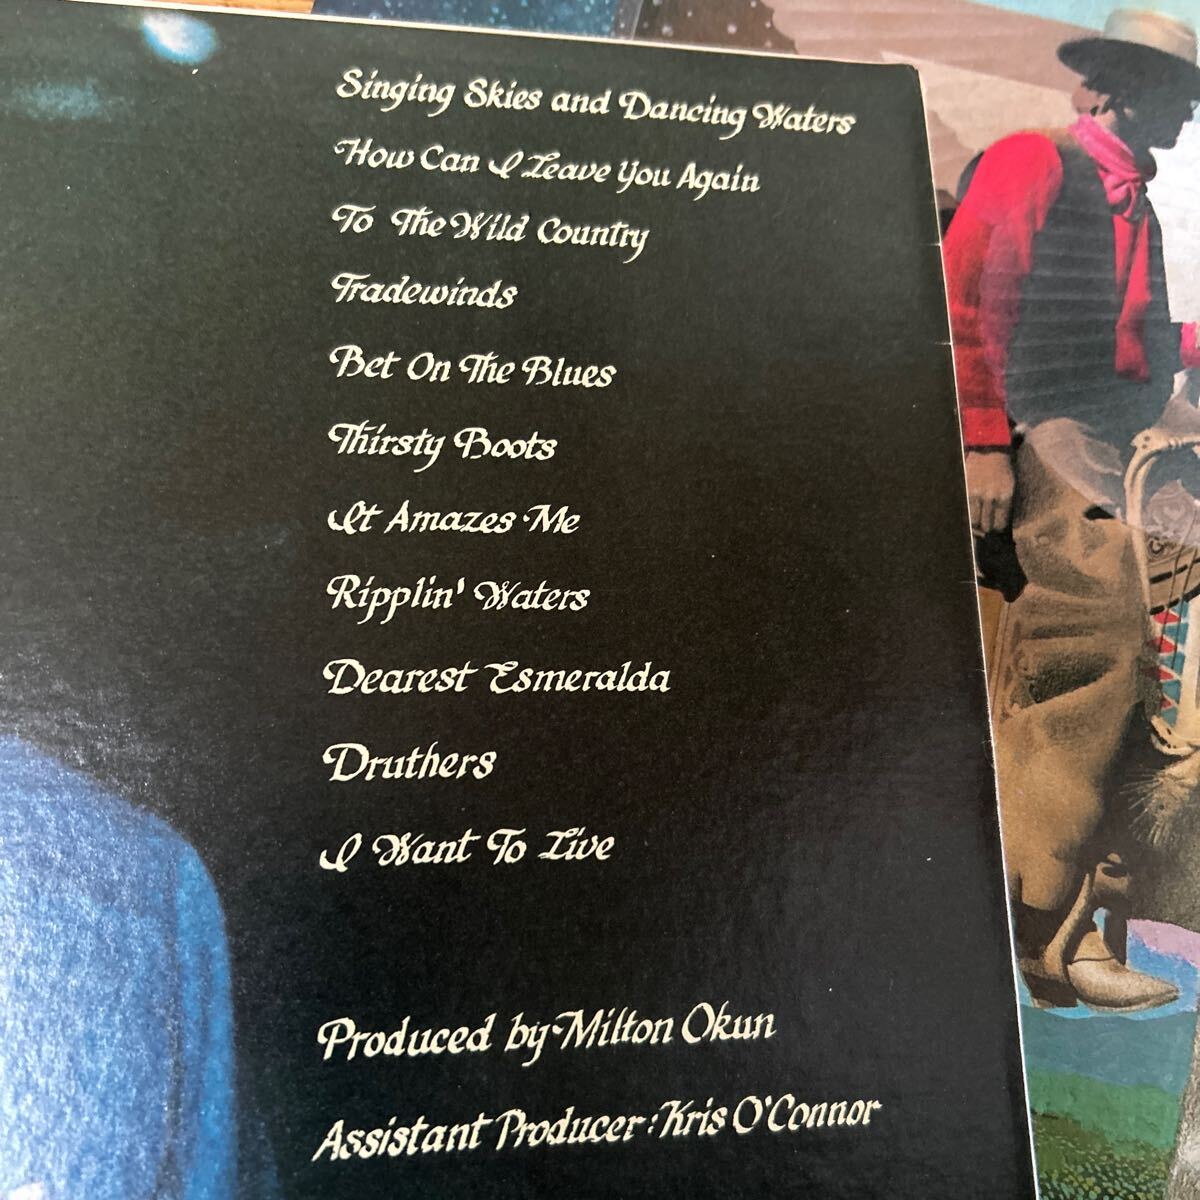 Singing Skies and Dancing Waters
How Can I Leave You Again
To The Wild Country
Tradewinds
Bet On The Blues
Thirsty Boots
It Amazes Me
Ripplin' Waters
Dearest Esmeralda
Druthers
I Want To Live
Produced by Milton Okun
Assistant Producer: Kris O'Connor